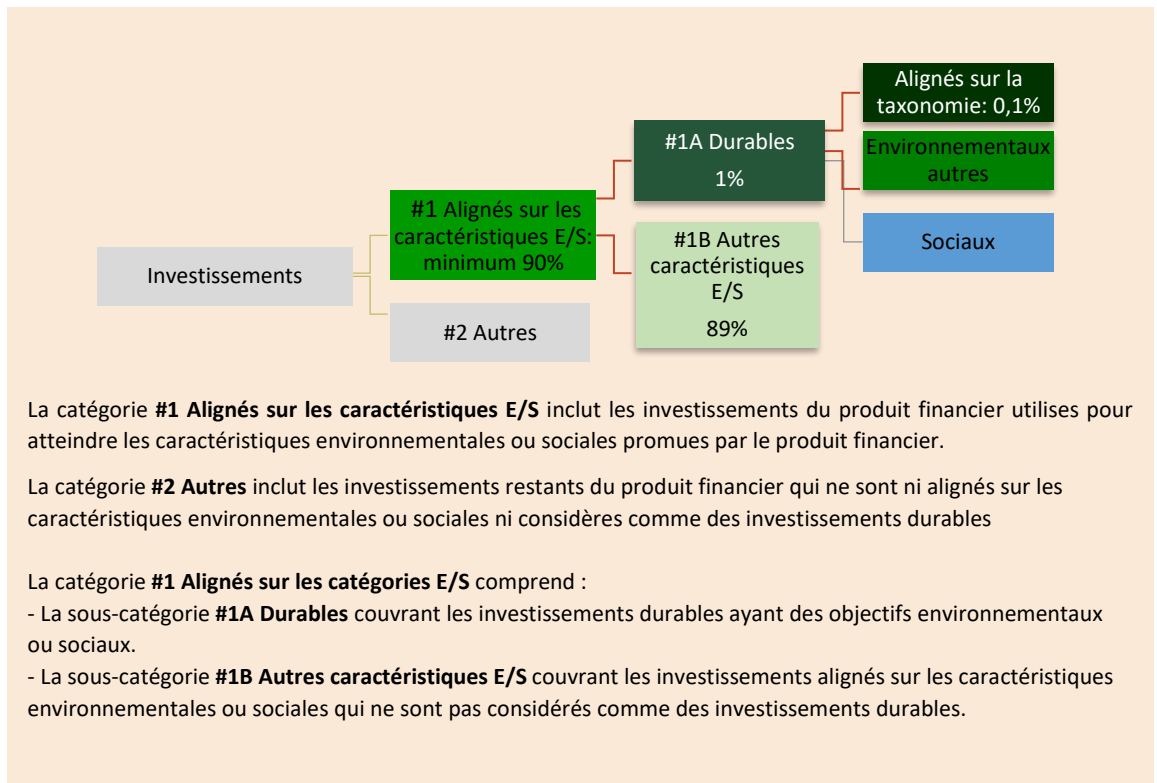 Alignés sur la
taxonomie: 0,1%
#1A Durables
1%
Environnementaux
autres
#1 Alignés sur les
caractéristiques E/S:
minimum 90%
#1B Autres
caractéristiques
E/S
89%
Sociaux
Investissements
#2 Autres
La catégorie #1 Alignés sur les caractéristiques E/S inclut les investissements du produit financier utilises pour
atteindre les caractéristiques environnementales ou sociales promues par le produit financier.
La catégorie #2 Autres inclut les investissements restants du produit financier qui ne sont ni alignés sur les
caractéristiques environnementales ou sociales ni considères comme des investissements durables
La catégorie #1 Alignés sur les catégories E/S comprend :
- La sous-catégorie #1A Durables couvrant les investissements durables ayant des objectifs environnementaux
ou sociaux.
- La sous-catégorie #1B Autres caractéristiques E/S couvrant les investissements alignés sur les caractéristiques
environnementales ou sociales qui ne sont pas considérés comme des investissements durables.